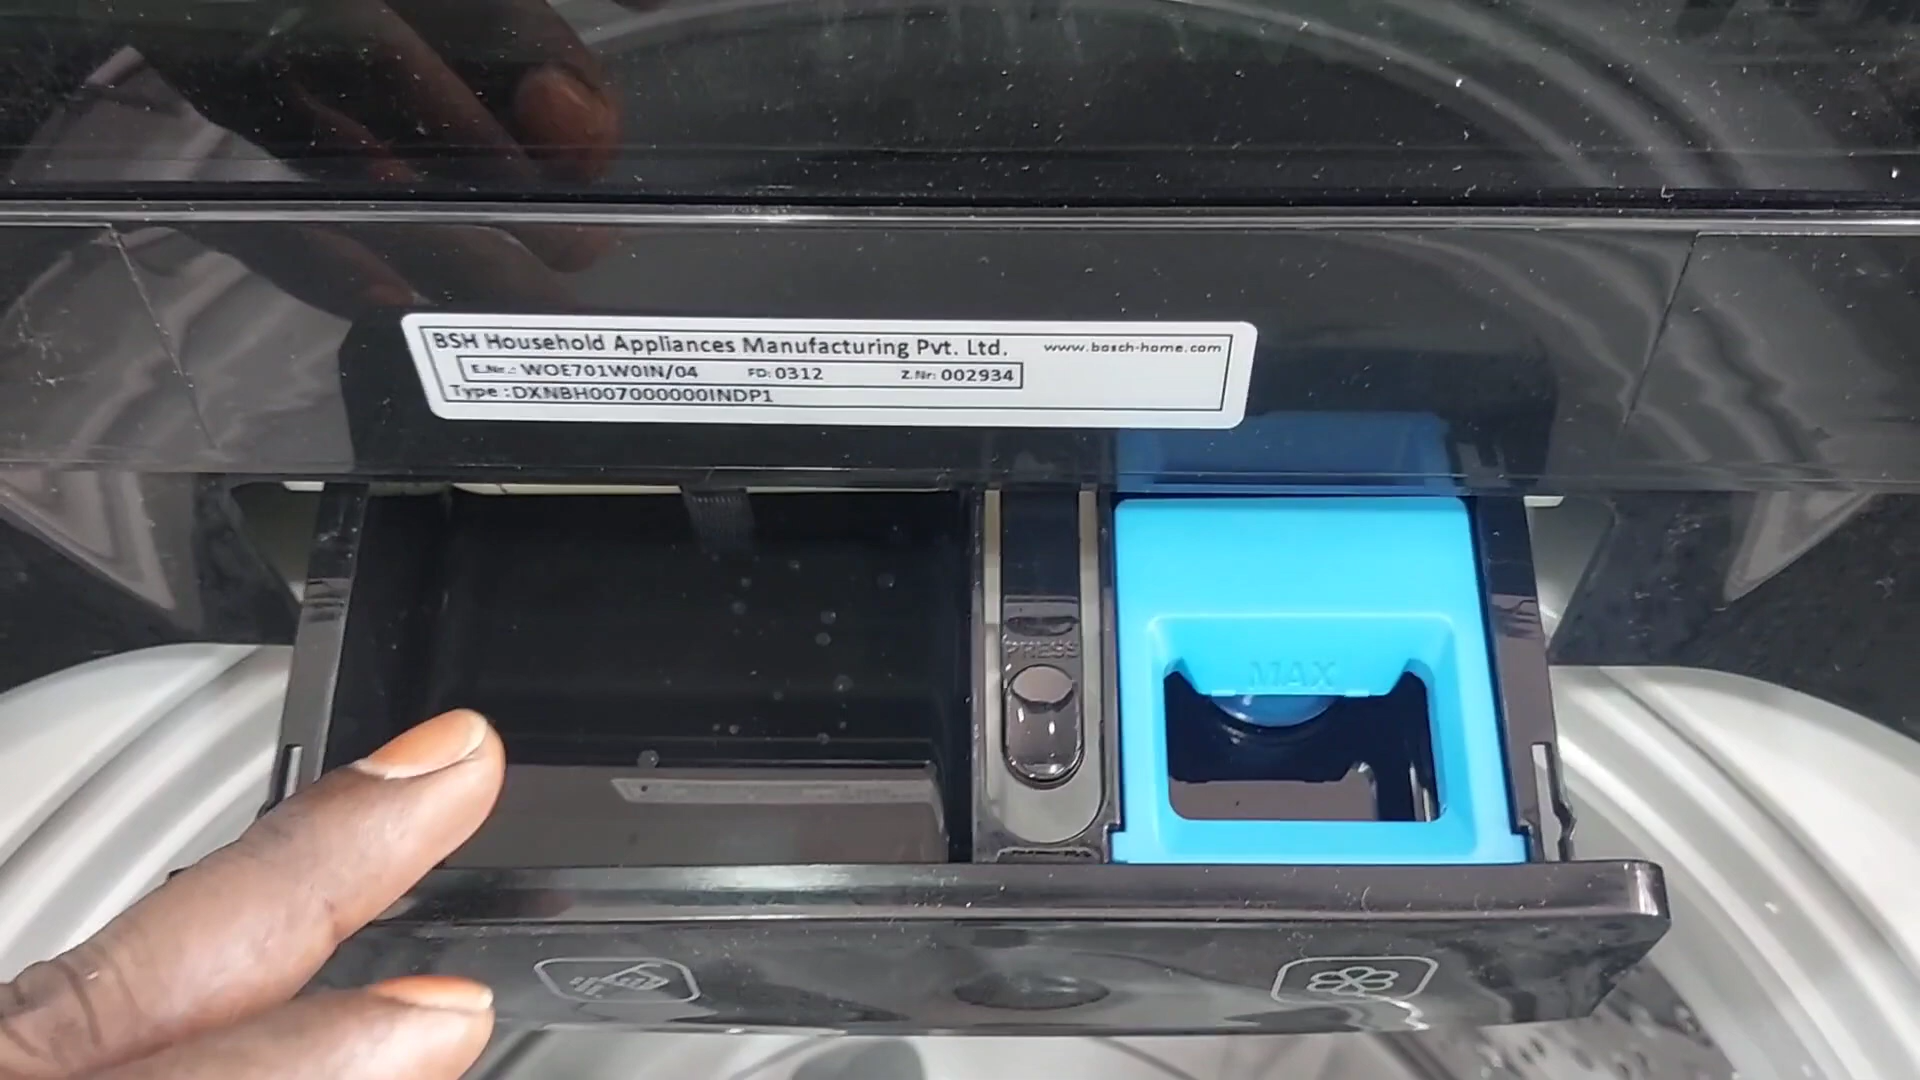 BSH Household Appliances Manufacturing Pvt. Ltd. www.bosch-home.com
E.Nr.: WOE701W0IN/04 FD: 0312 Z.Nr: 002934
Type : DXNBH007000000INDP1
PRESS
MAX